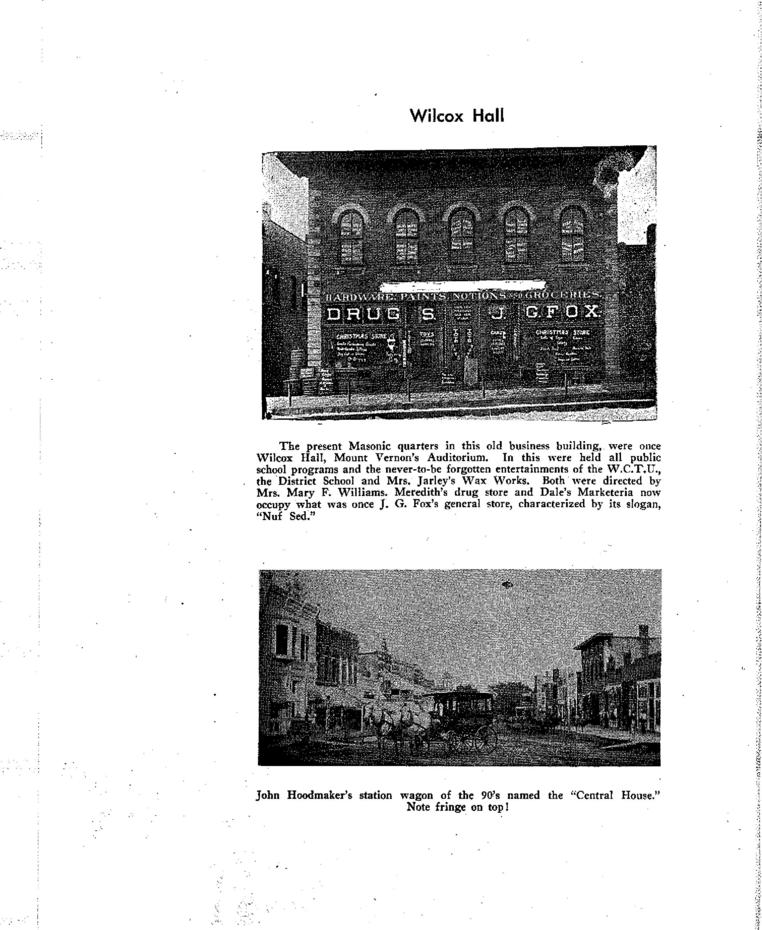 Wilcox Hall
HARDWARE, PAINTS, NOTIONS AND GROCERIES.
DRUGS. J. G. FOX.
CHRISTMAS STORE
TOYS
CHRISTMAS STORE
The present Masonic quarters in this old business building, were once
Wilcox Hall, Mount Vernon's Auditorium. In this were held all public
school programs and the never-to-be forgotten entertainments of the W.C.T.U.,
the District School and Mrs. Jarley's Wax Works. Both were directed by
Mrs. Mary F. Williams. Meredith's drug store and Dale's Marketeria now
occupy what was once J. G. Fox's general store, characterized by its slogan,
"Nuf Sed."
John Hoodmaker's station wagon of the 90's named the "Central House."
Note fringe on top!